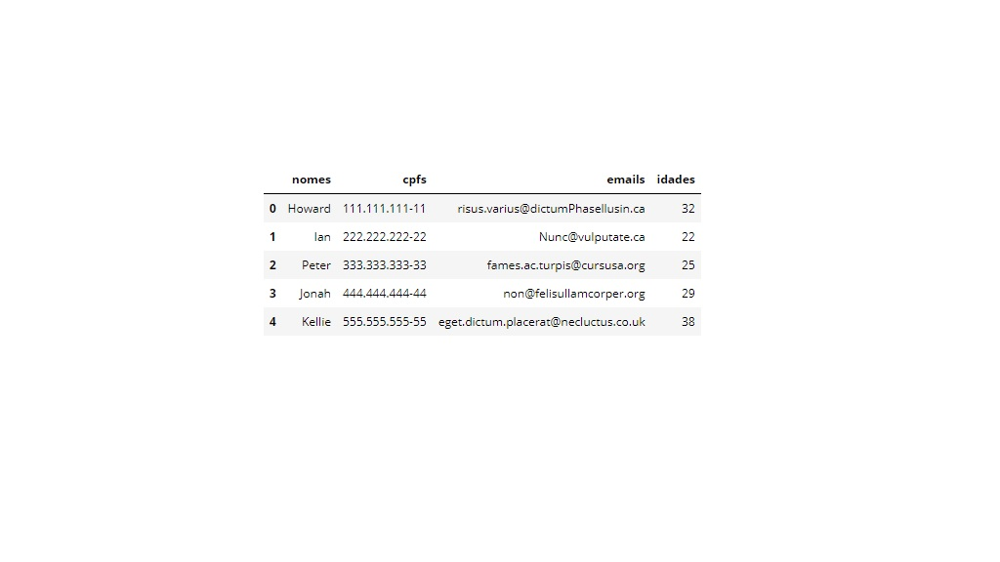 nomes cpfs emails idades
0 Howard 111.111.111-11 risus.varius@dictumPhasellusin.ca 32
1 Ian 222.222.222-22 Nunc@vulputate.ca 22
2 Peter 333.333.333-33 fames.ac.turpis@cursusa.org 25
3 Jonah 444.444.444-44 non@felisullamcorper.org 29
4 Kellie 555.555.555-55 eget.dictum.placerat@necluctus.co.uk 38